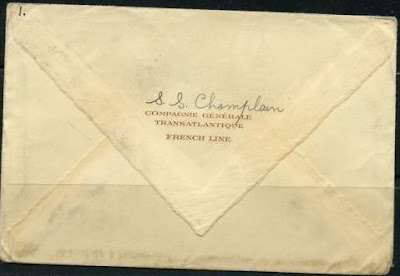 1.
S. S. Champlain
COMPAGNIE GÉNÉRALE
TRANSATLANTIQUE
FRENCH LINE